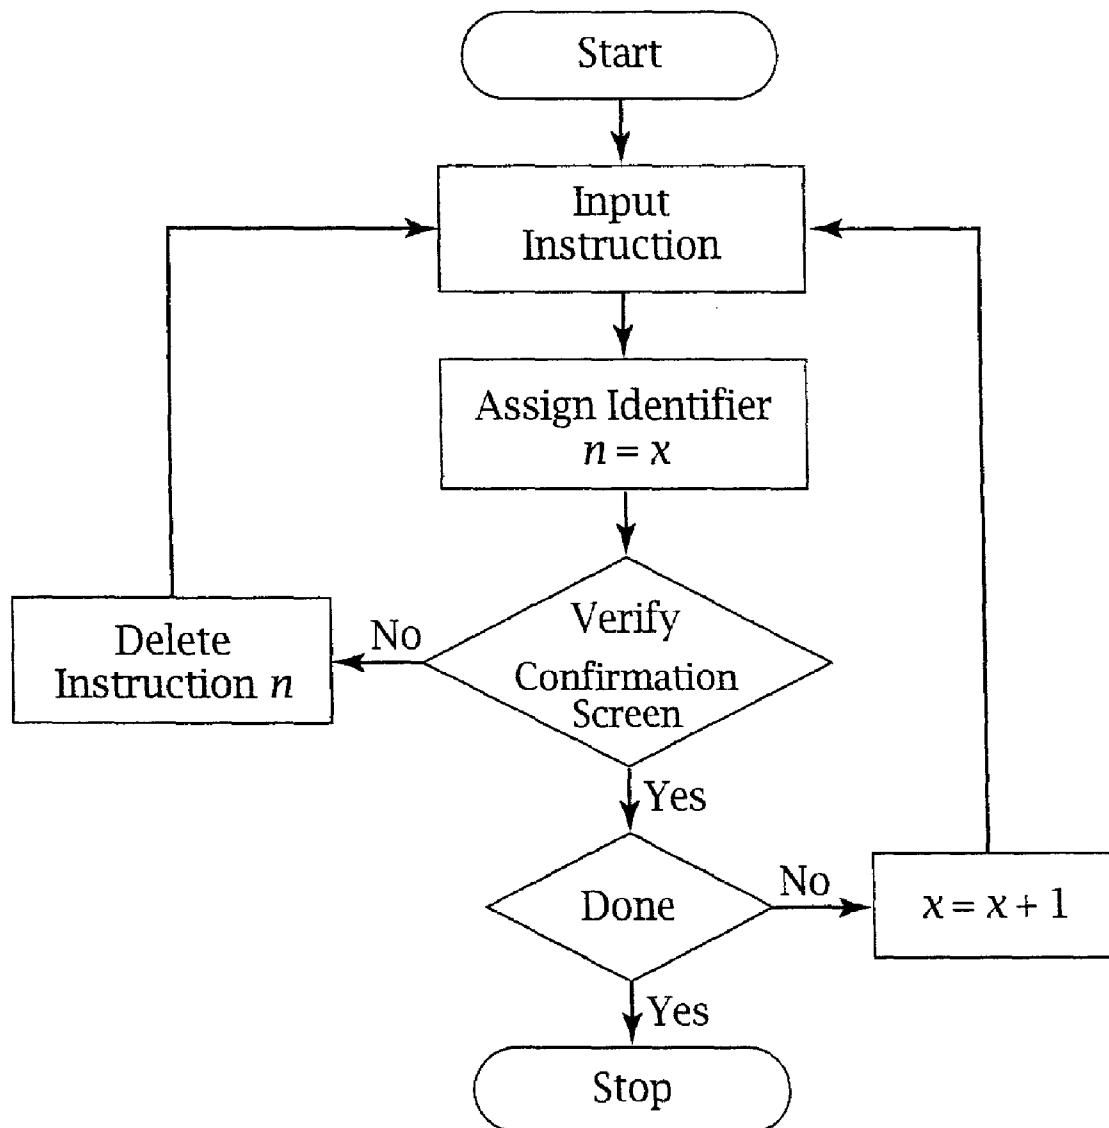 Start
Input
Instruction
Assign Identifier
n = x
Verify
Confirmation
Screen
No
Delete
Instruction n
Yes
Done
No
x = x + 1
Yes
Stop